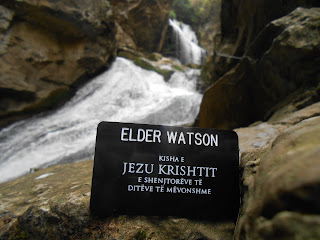 ELDER WATSON
KISHA E
JEZU KRISHTIT
E SHENJTORËVE TË
DITËVE TË MËVONSHME